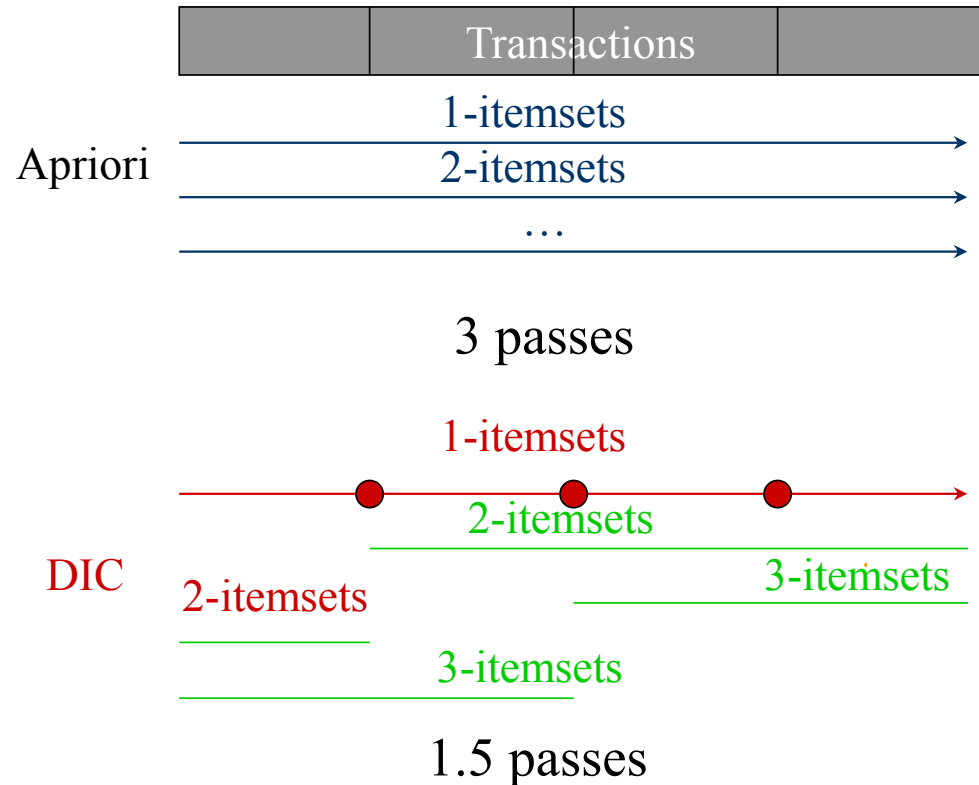 Transactions
1-itemsets
Apriori
2-itemsets
…
3 passes
1-itemsets
2-itemsets
DIC
3-itemsets
2-itemsets
3-itemsets
1.5 passes